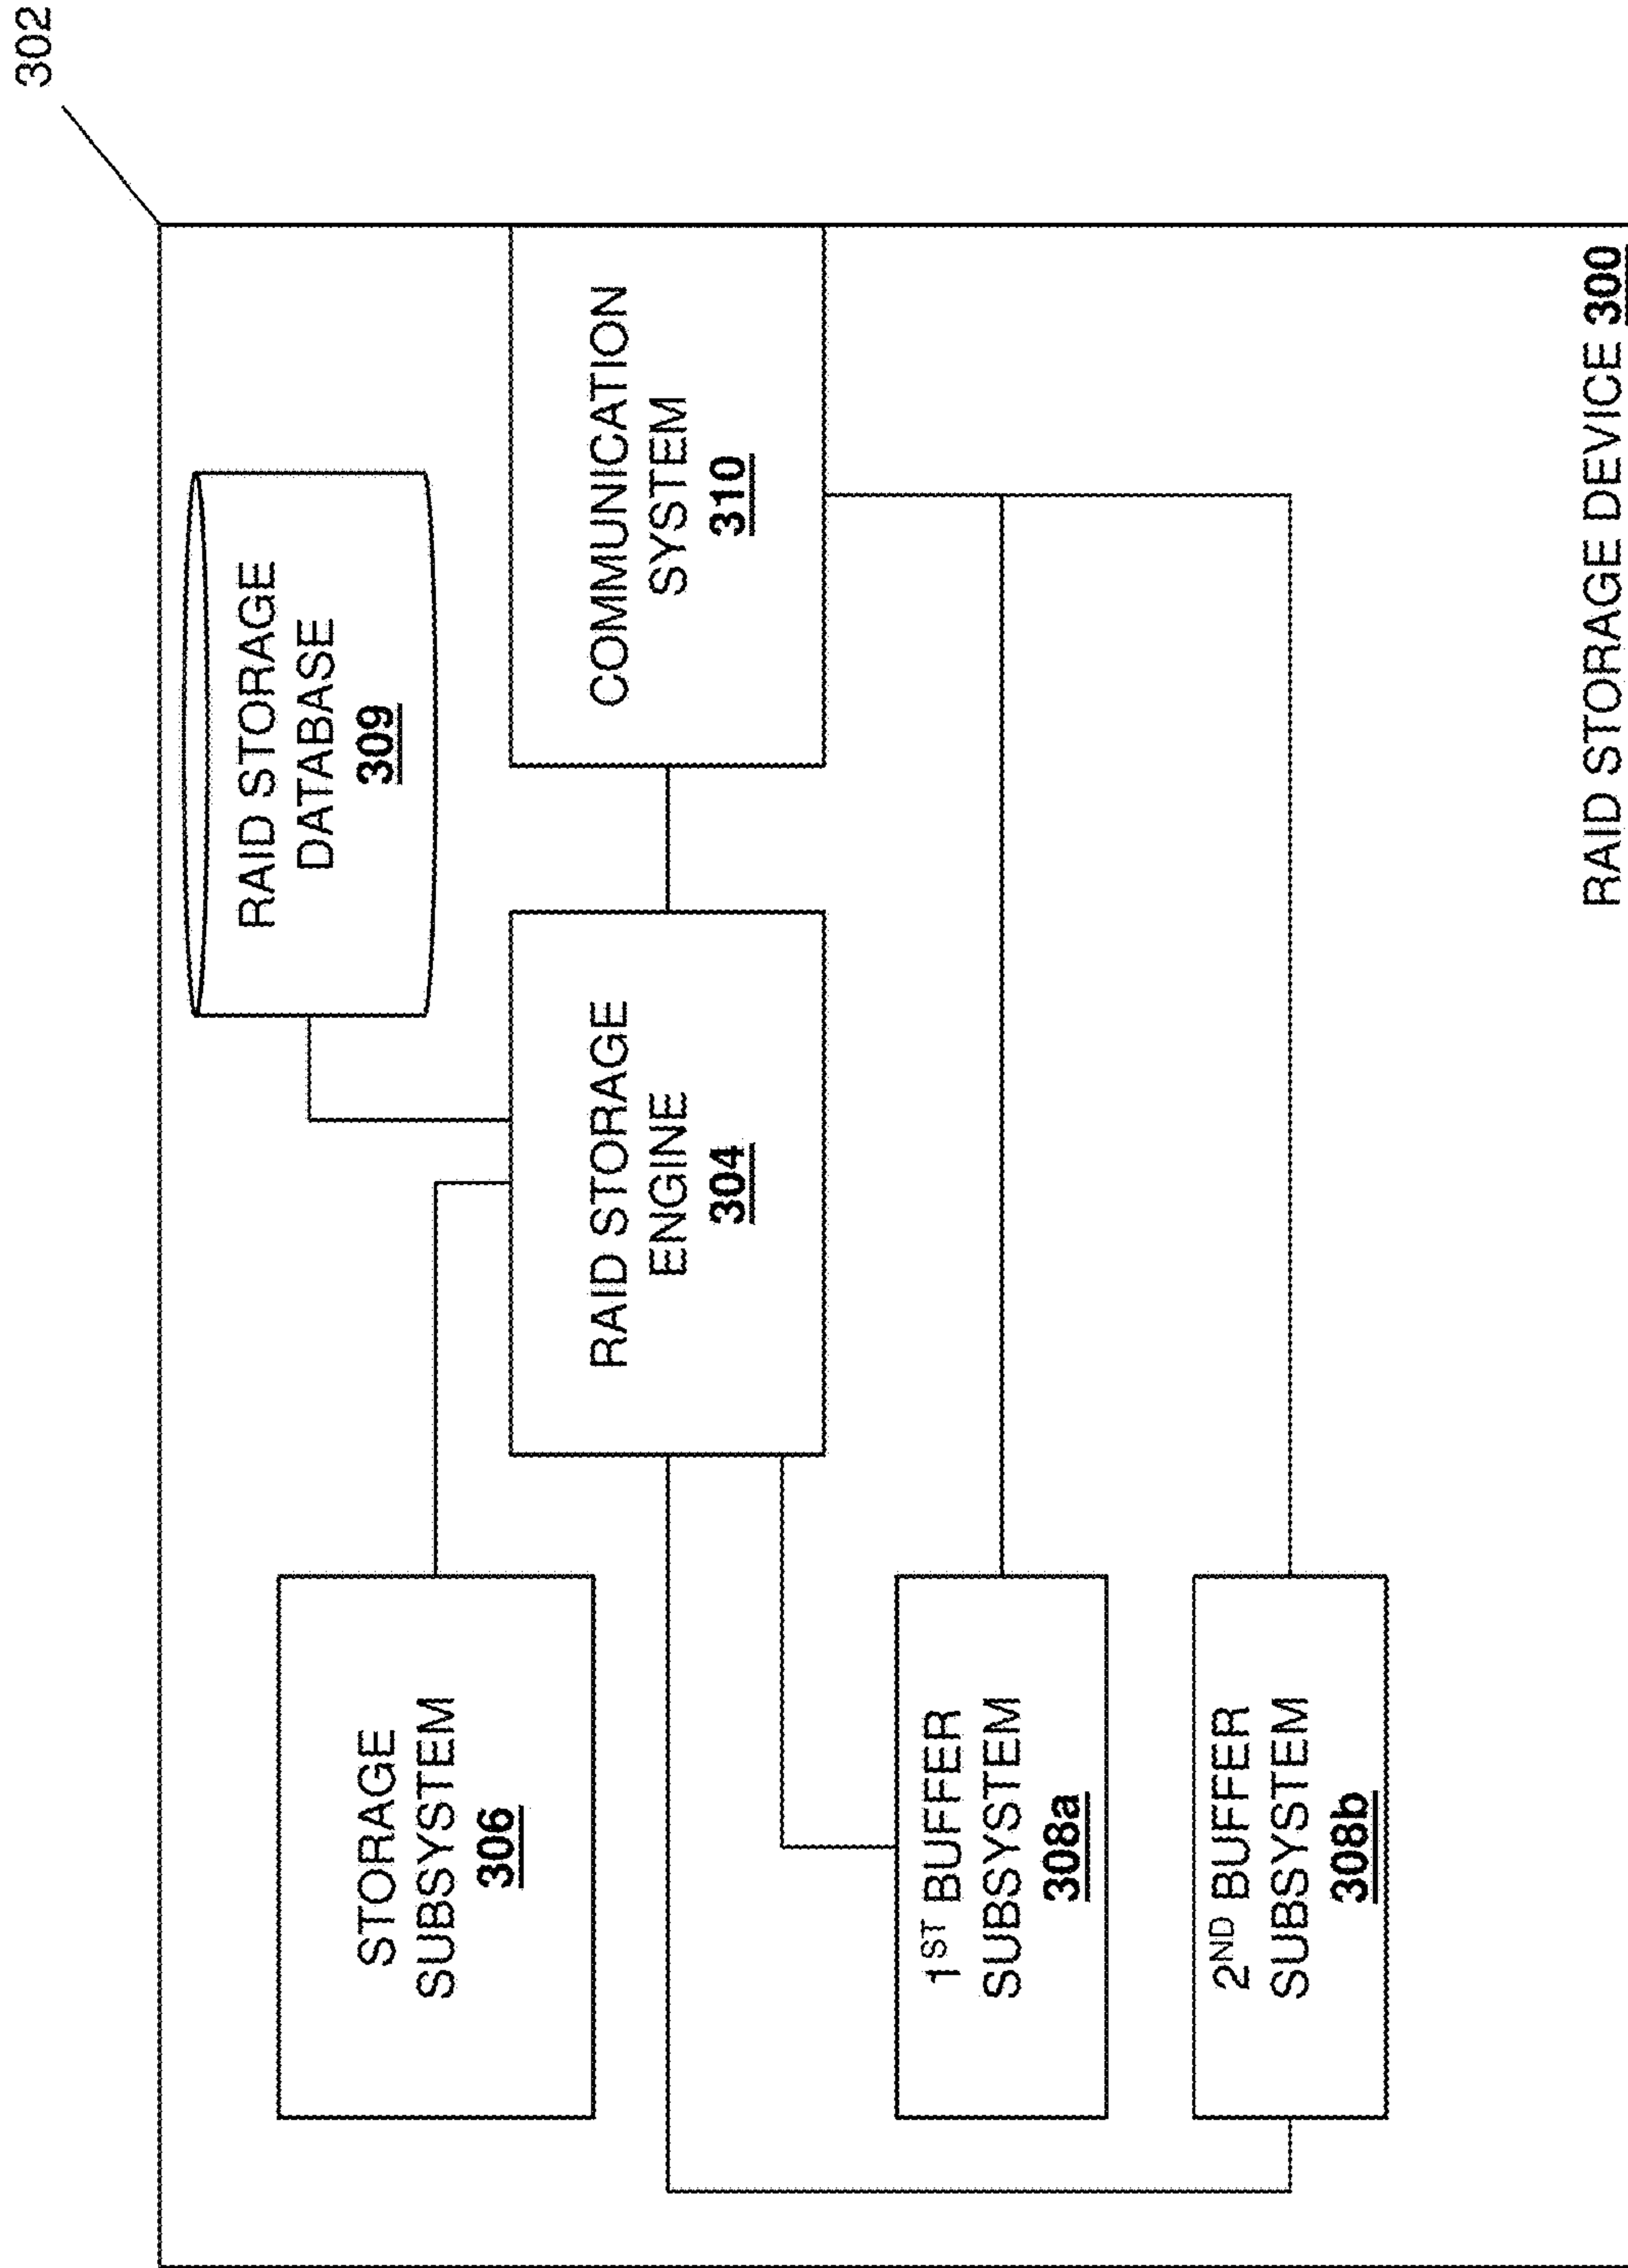 302
RAID STORAGE
DATABASE
309
STORAGE
SUBSYSTEM
306
RAID STORAGE
ENGINE
304
COMMUNICATION
SYSTEM
310
1ST BUFFER
SUBSYSTEM
308a
2ND BUFFER
SUBSYSTEM
308b
RAID STORAGE DEVICE 300